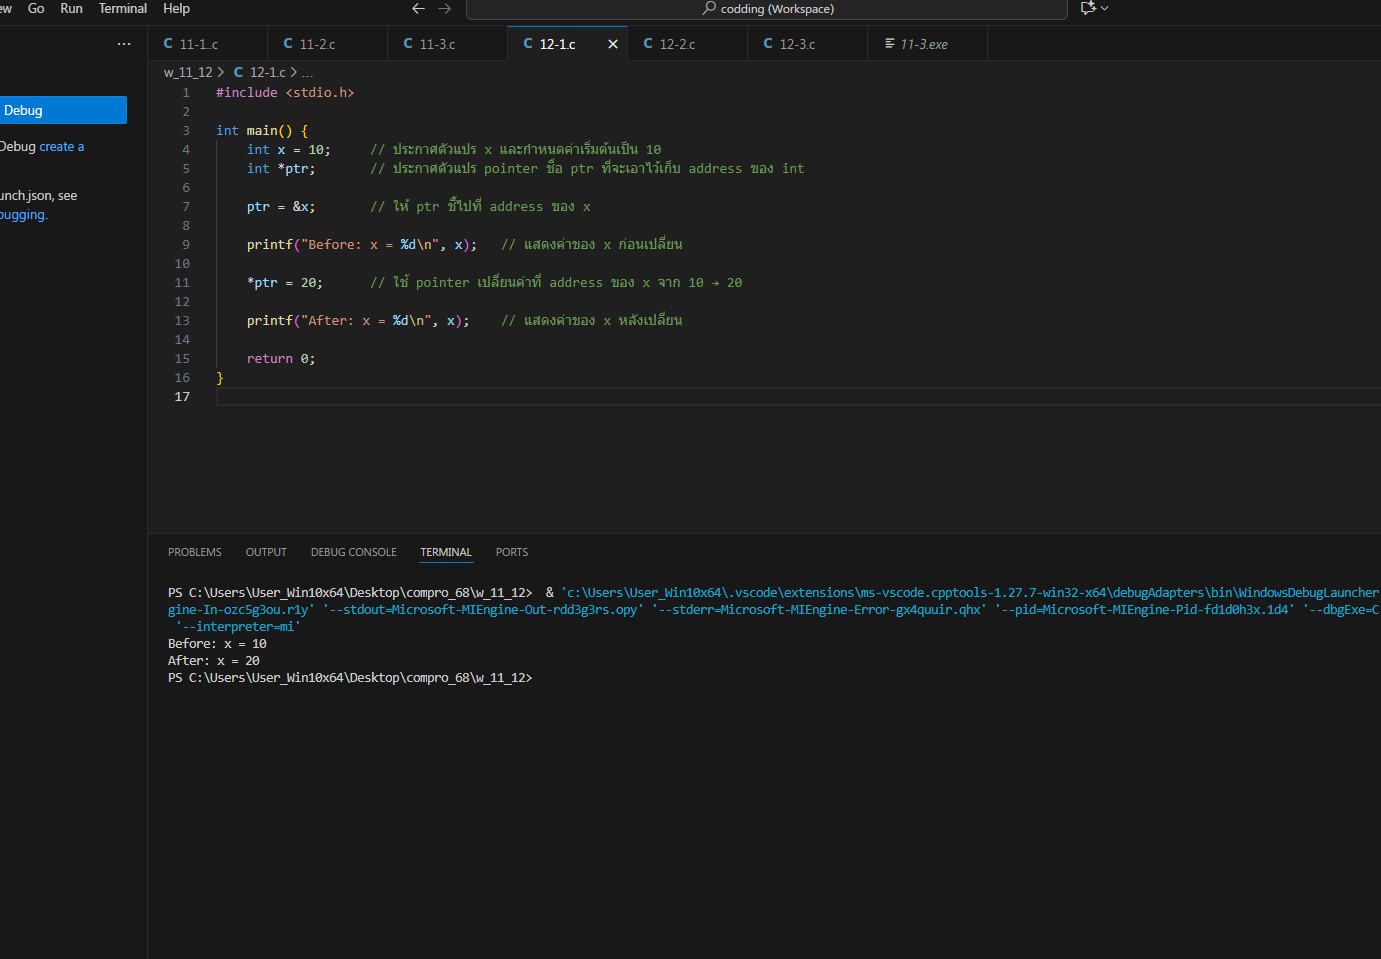 ew Go Run Terminal Help codding (Workspace)
11-1..c 11-2.c 11-3.c 12-1.c 12-2.c 12-3.c 11-3.exe
w_11_12 > C 12-1.c > ...
Debug
Debug create a
unch.json, see
bugging.
1 #include <stdio.h>
2
3 int main() {
4 int x = 10; // ประกาศตัวแปร x และกำหนดค่าเริ่มต้นเป็น 10
5 int *ptr; // ประกาศตัวแปร pointer ชื่อ ptr ที่จะเอาไว้เก็บ address ของ int
6
7 ptr = &x; // ให้ ptr ชี้ไปที่ address ของ x
8
9 printf("Before: x = %d\n", x); // แสดงค่าของ x ก่อนเปลี่ยน
10
11 *ptr = 20; // ใช้ pointer เปลี่ยนค่าที่ address ของ x จาก 10 → 20
12
13 printf("After: x = %d\n", x); // แสดงค่าของ x หลังเปลี่ยน
14
15 return 0;
16 }
17
PROBLEMS OUTPUT DEBUG CONSOLE TERMINAL PORTS
PS C:\Users\User_Win10x64\Desktop\compro_68\w_11_12> & 'c:\Users\User_Win10x64\.vscode\extensions\ms-vscode.cpptools-1.27.7-win32-x64\debugAdapters\bin\WindowsDebugLauncher
gine-In-ozc5g3ou.r1y' '--stdout=Microsoft-MIEngine-Out-rdd3g3rs.opy' '--stderr=Microsoft-MIEngine-Error-gx4quuir.qhx' '--pid=Microsoft-MIEngine-Pid-fd1d0h3x.1d4' '--dbgExe=C
'--interpreter=mi'
Before: x = 10
After: x = 20
PS C:\Users\User_Win10x64\Desktop\compro_68\w_11_12>